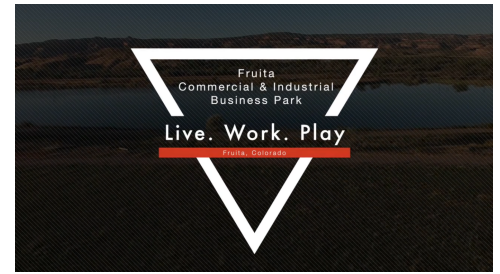 Fruita
Commercial & Industrial
Business Park
Live. Work. Play
Fruita, Colorado